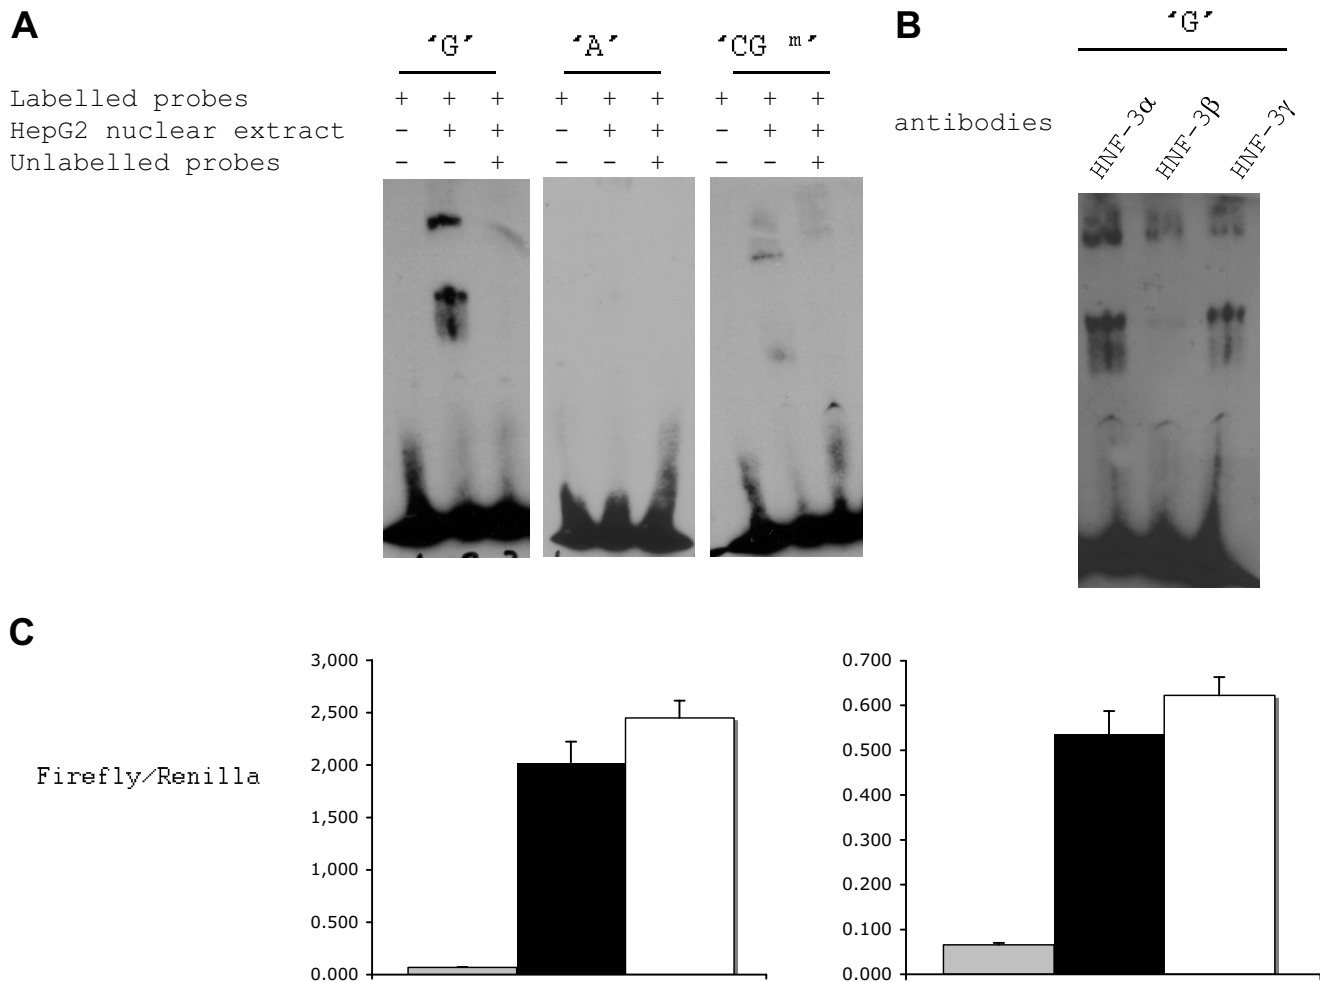 A
‘G’ ‘A’ ‘CG ᵐ’
Labelled probes + + + + + + + + +
HepG2 nuclear extract – + + – + + – + +
Unlabelled probes – – + – – + – – +
B
‘G’
antibodies HNF-3α HNF-3β HNF-3γ
C
Firefly/Renilla
3,000
2,500
2,000
1,500
1,000
0.500
0.000
0.700
0.600
0.500
0.400
0.300
0.200
0.100
0.000